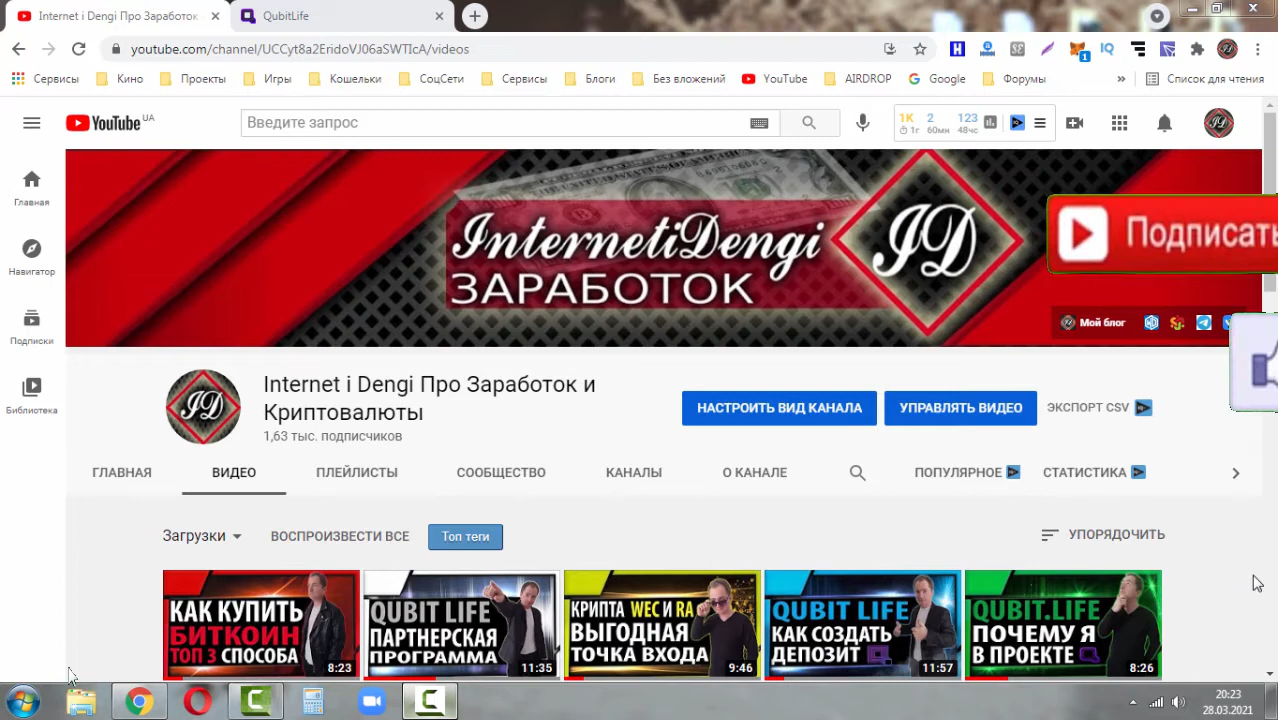 Internet i Dengi Про Заработок
QubitLife
youtube.com/channel/UCCyt8a2EridoVJ06aSWTIcA/videos
Сервисы
Кино
Проекты
Игры
Кошельки
СоцСети
Сервисы
Блоги
Без вложений
YouTube
AIRDROP
Google
Форумы
»
Список для чтения
YouTube UA
Введите запрос
1K 2 123
1г 60мн 48чс
Главная
Навигатор
Подписки
Библиотека
InternetiDengi
ЗАРАБОТОК
JD
Подписать
Мой блог
Internet i Dengi Про Заработок и
Криптовалюты
1,63 тыс. подписчиков
НАСТРОИТЬ ВИД КАНАЛА
УПРАВЛЯТЬ ВИДЕО
ЭКСПОРТ CSV
ГЛАВНАЯ
ВИДЕО
ПЛЕЙЛИСТЫ
СООБЩЕСТВО
КАНАЛЫ
О КАНАЛЕ
ПОПУЛЯРНОЕ
СТАТИСТИКА
Загрузки
ВОСПРОИЗВЕСТИ ВСЕ
Топ теги
УПОРЯДОЧИТЬ
КАК КУПИТЬ
БИТКОИН
ТОП 3 СПОСОБА
8:23
QUBIT LIFE
ПАРТНЕРСКАЯ
ПРОГРАММА
11:35
КРИПТА WEC И RA
ВЫГОДНАЯ
ТОЧКА ВХОДА
9:46
QUBIT LIFE
КАК СОЗДАТЬ
ДЕПОЗИТ
11:57
QUBIT.LIFE
ПОЧЕМУ Я
В ПРОЕКТЕ
8:26
20:23
28.03.2021